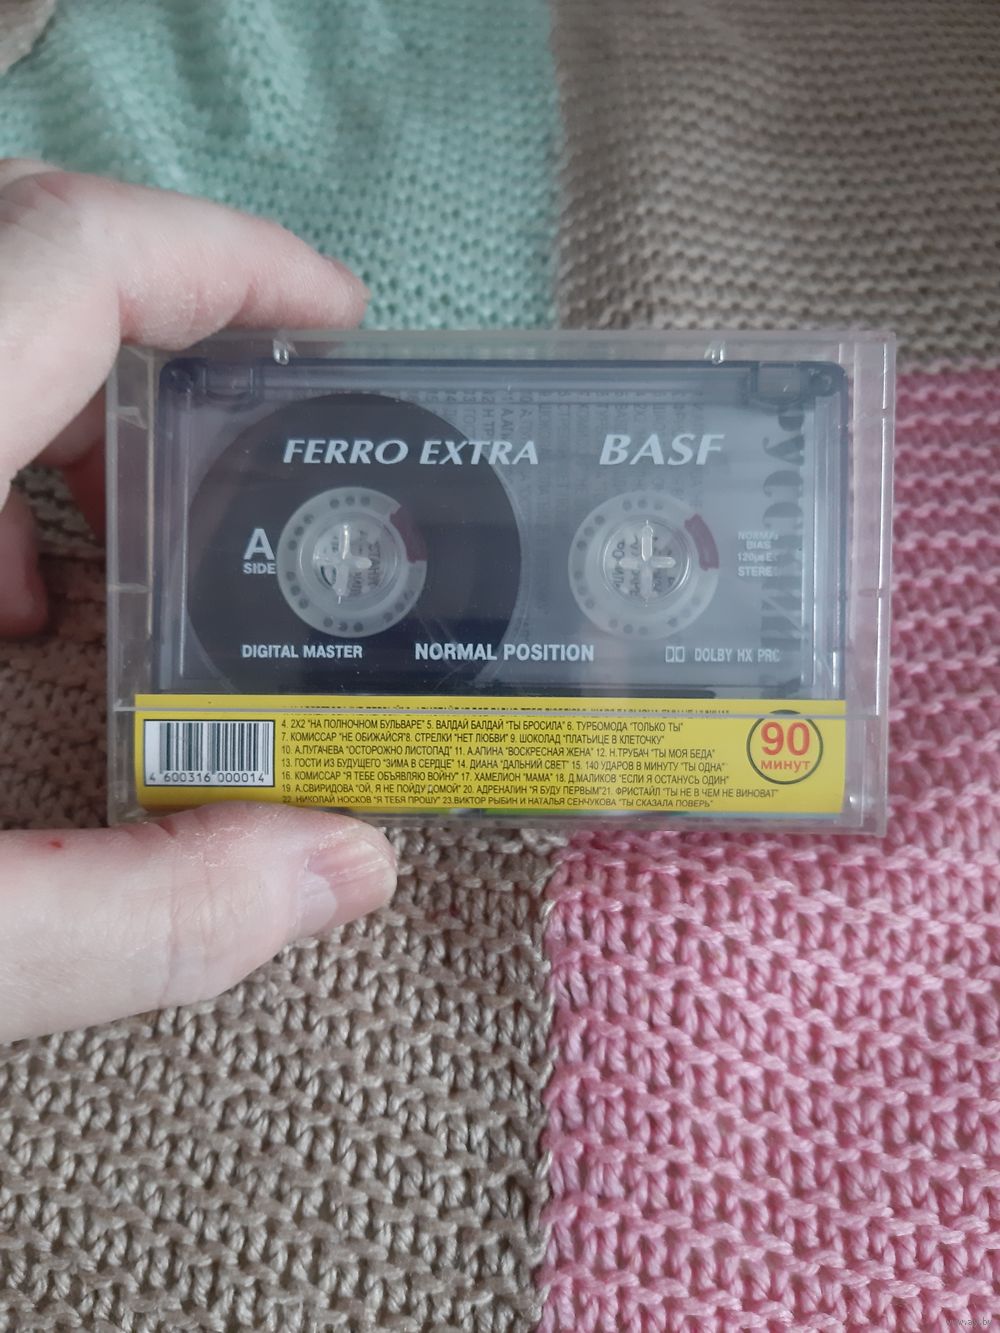 FERRO EXTRA BASF
A
SIDE
NORMAL
BIAS
120µs E
STERE
DIGITAL MASTER NORMAL POSITION DOLBY HX PRO
4. 2Х2 "НА ПОЛНОЧНОМ БУЛЬВАРЕ" 5. ВАЛДАЙ ВАЛДАЙ "ТЫ БРОСИЛА" 6. ТУРБОМОДА "ТОЛЬКО ТЫ"
7. КОМИССАР "НЕ ОБИЖАЙСЯ"8. СТРЕЛКИ "НЕТ ЛЮБВИ" 9. ШОКОЛАД "ПЛАТЬИЦЕ В КЛЕТОЧКУ"
10. А.ПУГАЧЕВА "ОСТОРОЖНО ЛИСТОПАД" 11. А.АПИНА "ВОСКРЕСНАЯ ЖЕНА" 12. Н.ТРУБАЧ "ТЫ МОЯ БЕДА"
13. ГОСТИ ИЗ БУДУЩЕГО "ЗИМА В СЕРДЦЕ" 14. ДИАНА "ДАЛЬНИЙ СВЕТ" 15. 140 УДАРОВ В МИНУТУ "ТЫ ОДНА"
16. КОМИССАР "Я ТЕБЕ ОБЪЯВЛЯЮ ВОЙНУ" 17. ХАМЕЛИОН "МАМА" 18. Д.МАЛИКОВ "ЕСЛИ Я ОСТАНУСЬ ОДИН"
19. А.СВИРИДОВА "ОЙ, Я НЕ ПОЙДУ ДОМОЙ" 20. АДРЕНАЛИН "Я БУДУ ПЕРВЫМ"21. ФРИСТАЙЛ "ТЫ НЕ В ЧЕМ НЕ ВИНОВАТ"
22. НИКОЛАЙ НОСКОВ "Я ТЕБЯ ПРОШУ" 23.ВИКТОР РЫБИН И НАТАЛЬЯ СЕНЧУКОВА "ТЫ СКАЗАЛА ПОВЕРЬ"
4 600316 000014
90
минут